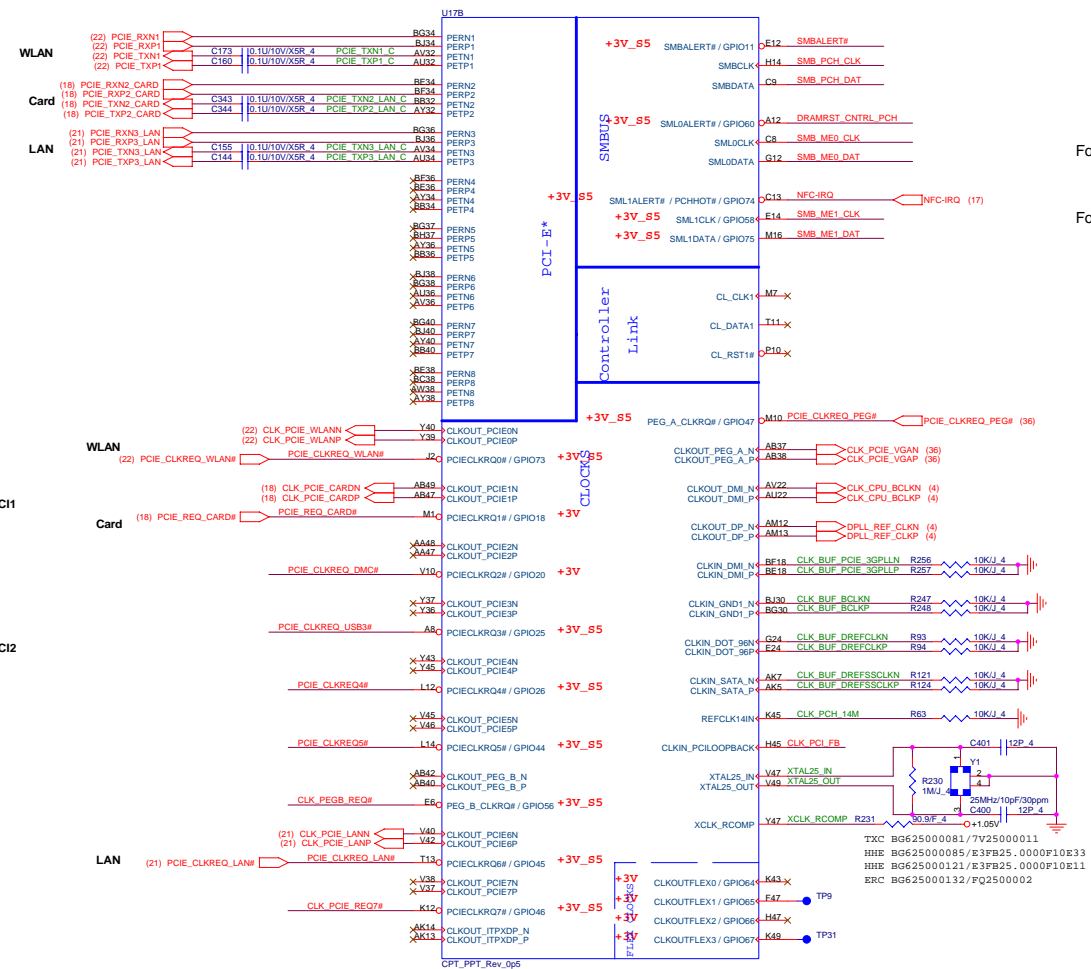 U17B
WLAN
(22) PCIE_RXN1 BG34 PERN1
(22) PCIE_RXP1 BJ34 PERP1
(22) PCIE_TXN1 C173 0.1U/10V/X5R_4 PCIE_TXN1_C AV32 PETN1
(22) PCIE_TXP1 C160 0.1U/10V/X5R_4 PCIE_TXP1_C AU32 PETP1
Card
(18) PCIE_RXN2_CARD BE34 PERN2
(18) PCIE_RXP2_CARD BF34 PERP2
(18) PCIE_TXN2_CARD C343 0.1U/10V/X5R_4 PCIE_TXN2_LAN_C BB32 PETN2
(18) PCIE_TXP2_CARD C344 0.1U/10V/X5R_4 PCIE_TXP2_LAN_C AY32 PETP2
LAN
(21) PCIE_RXN3_LAN BG36 PERN3
(21) PCIE_RXP3_LAN BJ36 PERP3
(21) PCIE_TXN3_LAN C155 0.1U/10V/X5R_4 PCIE_TXN3_LAN_C AV34 PETN3
(21) PCIE_TXP3_LAN C144 0.1U/10V/X5R_4 PCIE_TXP3_LAN_C AU34 PETP3
BF36 PERN4
BE36 PERP4
AY34 PETN4
BB34 PETP4
BG37 PERN5
BH37 PERP5
AY36 PETN5
BB36 PETP5
BJ38 PERN6
BG38 PERP6
AU36 PETN6
AV36 PETP6
BG40 PERN7
BJ40 PERP7
AY40 PETN7
BB40 PETP7
BE38 PERN8
BC38 PERP8
AW38 PETN8
AY38 PETP8
PCI-E*
WLAN
(22) CLK_PCIE_WLANN Y40 CLKOUT_PCIE0N
(22) CLK_PCIE_WLANP Y39 CLKOUT_PCIE0P
(22) PCIE_CLKREQ_WLAN# PCIE_CLKREQ_WLAN# J2 PCIECLKRQ0# / GPIO73 +3V_S5
CI1
Card
(18) CLK_PCIE_CARDN AB49 CLKOUT_PCIE1N
(18) CLK_PCIE_CARDP AB47 CLKOUT_PCIE1P
(18) PCIE_REQ_CARD# PCIE_REQ_CARD# M1 PCIECLKRQ1# / GPIO18 +3V
AA48 CLKOUT_PCIE2N
AA47 CLKOUT_PCIE2P
PCIE_CLKREQ_DMC# V10 PCIECLKRQ2# / GPIO20 +3V
Y37 CLKOUT_PCIE3N
Y36 CLKOUT_PCIE3P
PCIE_CLKREQ_USB3# A8 PCIECLKRQ3# / GPIO25 +3V_S5
CI2
Y43 CLKOUT_PCIE4N
Y45 CLKOUT_PCIE4P
PCIE_CLKREQ4# L12 PCIECLKRQ4# / GPIO26 +3V_S5
V45 CLKOUT_PCIE5N
V46 CLKOUT_PCIE5P
PCIE_CLKREQ5# L14 PCIECLKRQ5# / GPIO44 +3V_S5
AB42 CLKOUT_PEG_B_N
AB40 CLKOUT_PEG_B_P
CLK_PEGB_REQ# E6 PEG_B_CLKRQ# / GPIO56 +3V_S5
LAN
(21) CLK_PCIE_LANN V40 CLKOUT_PCIE6N
(21) CLK_PCIE_LANP V42 CLKOUT_PCIE6P
(21) PCIE_CLKREQ_LAN# PCIE_CLKREQ_LAN# T13 PCIECLKRQ6# / GPIO45 +3V_S5
V38 CLKOUT_PCIE7N
V37 CLKOUT_PCIE7P
CLK_PCIE_REQ7# K12 PCIECLKRQ7# / GPIO46 +3V_S5
AK14 CLKOUT_ITPXDP_N
AK13 CLKOUT_ITPXDP_P
CPT_PPT_Rev_0p5
SMBUS
+3V_S5 SMBALERT# / GPIO11 E12 SMBALERT#
SMBCLK H14 SMB_PCH_CLK
SMBDATA C9 SMB_PCH_DAT
+3V_S5 SML0ALERT# / GPIO60 A12 DRAMRST_CNTRL_PCH
SML0CLK C8 SMB_ME0_CLK
SML0DATA G12 SMB_ME0_DAT
Fo
+3V_S5 SML1ALERT# / PCHHOT# / GPIO74 C13 NFC-IRQ NFC-IRQ (17)
+3V_S5 SML1CLK / GPIO58 E14 SMB_ME1_CLK
+3V_S5 SML1DATA / GPIO75 M16 SMB_ME1_DAT
Fo
Controller
Link
CL_CLK1 M7
CL_DATA1 T11
CL_RST1# P10
CLOCKS
+3V_S5 PEG_A_CLKRQ# / GPIO47 M10 PCIE_CLKREQ_PEG# PCIE_CLKREQ_PEG# (36)
CLKOUT_PEG_A_N AB37 CLK_PCIE_VGAN (36)
CLKOUT_PEG_A_P AB38 CLK_PCIE_VGAP (36)
CLKOUT_DMI_N AV22 CLK_CPU_BCLKN (4)
CLKOUT_DMI_P AU22 CLK_CPU_BCLKP (4)
CLKOUT_DP_N AM12 DPLL_REF_CLKN (4)
CLKOUT_DP_P AM13 DPLL_REF_CLKP (4)
CLKIN_DMI_N BF18 CLK_BUF_PCIE_3GPLLN R256 10K/J_4
CLKIN_DMI_P BE18 CLK_BUF_PCIE_3GPLLP R257 10K/J_4
CLKIN_GND1_N BJ30 CLK_BUF_BCLKN R247 10K/J_4
CLKIN_GND1_P BG30 CLK_BUF_BCLKP R248 10K/J_4
CLKIN_DOT_96N G24 CLK_BUF_DREFCLKN R93 10K/J_4
CLKIN_DOT_96P E24 CLK_BUF_DREFCLKP R94 10K/J_4
CLKIN_SATA_N AK7 CLK_BUF_DREFSSCLKN R121 10K/J_4
CLKIN_SATA_P AK5 CLK_BUF_DREFSSCLKP R124 10K/J_4
REFCLK14IN K45 CLK_PCH_14M R63 10K/J_4
CLKIN_PCILOOPBACK H45 CLK_PCI_FB
XTAL25_IN V47 XTAL25_IN
XTAL25_OUT V49 XTAL25_OUT
C401 12P_4
Y1
1
2
4
3
R230
1M/J_4
25MHz/10pF/30ppm
C400 12P_4
XCLK_RCOMP Y47 XCLK_RCOMP R231 90.9/F_4 +1.05V
TXC BG625000081/7V25000011
HHE BG625000085/E3FB25.0000F10E33
HHE BG625000121/E3FB25.0000F10E11
ERC BG625000132/FQ2500002
FLEX CLOCKS
+3V CLKOUTFLEX0 / GPIO64 K43
+3V CLKOUTFLEX1 / GPIO65 F47 TP9
+3V CLKOUTFLEX2 / GPIO66 H47
+3V CLKOUTFLEX3 / GPIO67 K49 TP31